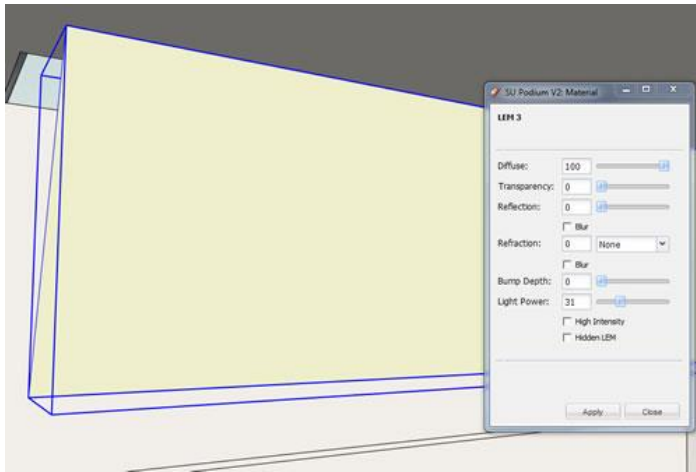 SU Podium V2: Material
LEM 3
Diffuse: 100
Transparency: 0
Reflection: 0
Blur
Refraction: 0 None
Blur
Bump Depth: 0
Light Power: 31
High Intensity
Hidden LEM
Apply Close